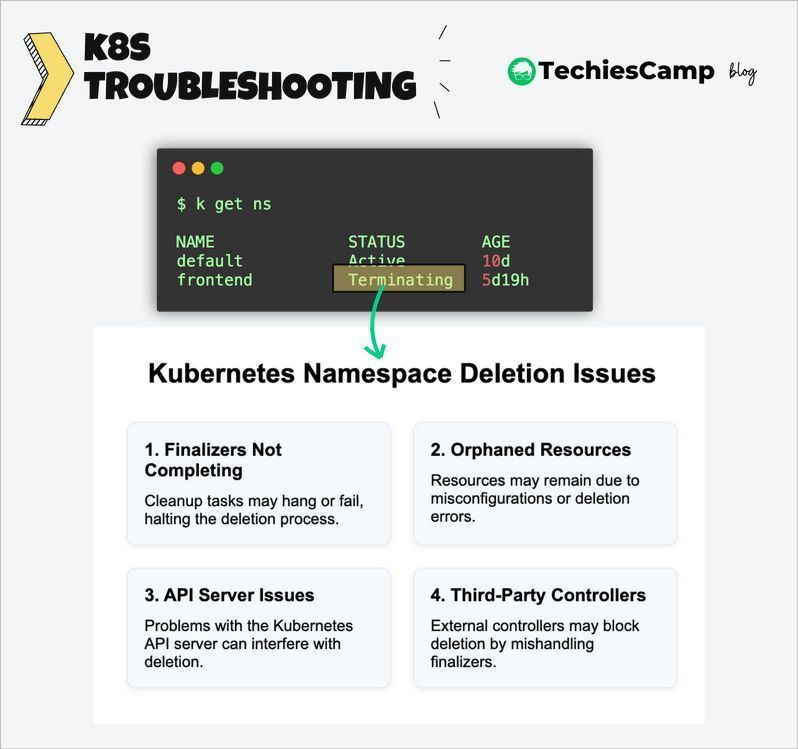 K8S
TROUBLESHOOTING
TechiesCamp blog
$ k get ns
NAME STATUS AGE
default Active 10d
frontend Terminating 5d19h
Kubernetes Namespace Deletion Issues
1. Finalizers Not
Completing
Cleanup tasks may hang or fail,
halting the deletion process.
2. Orphaned Resources
Resources may remain due to
misconfigurations or deletion
errors.
3. API Server Issues
Problems with the Kubernetes
API server can interfere with
deletion.
4. Third-Party Controllers
External controllers may block
deletion by mishandling
finalizers.